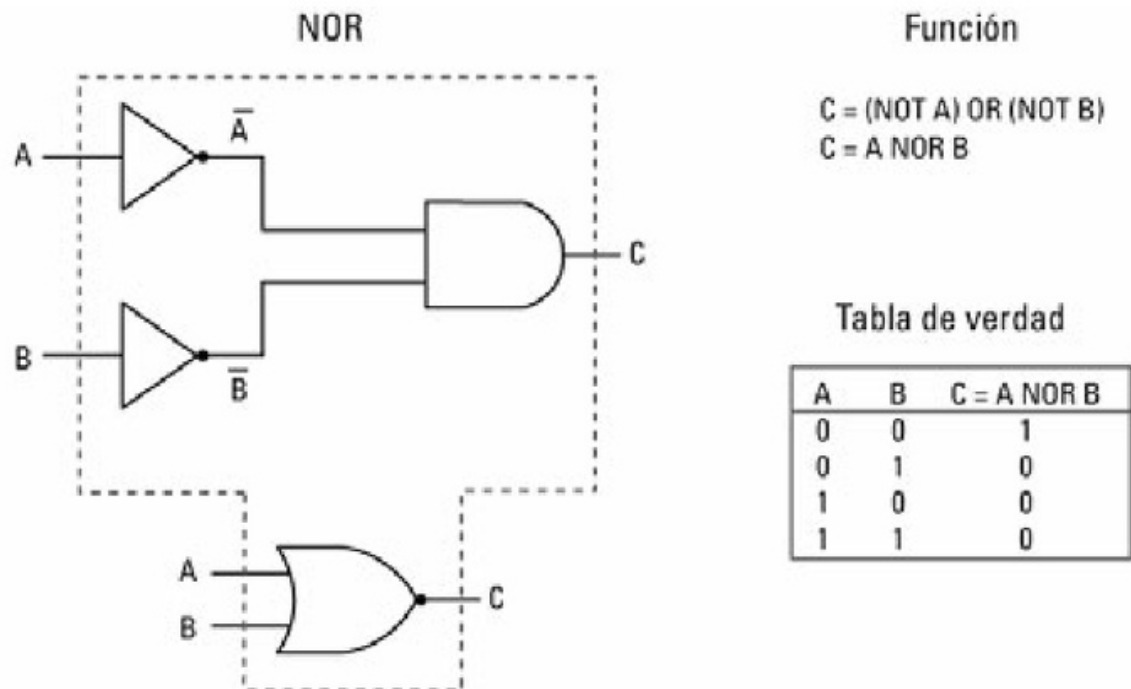 NOR
Función
C = (NOT A) OR (NOT B)
C = A NOR B
A
A̅
B
B̅
C
Tabla de verdad
A B C = A NOR B
0 0 1
0 1 0
1 0 0
1 1 0
A
B
C